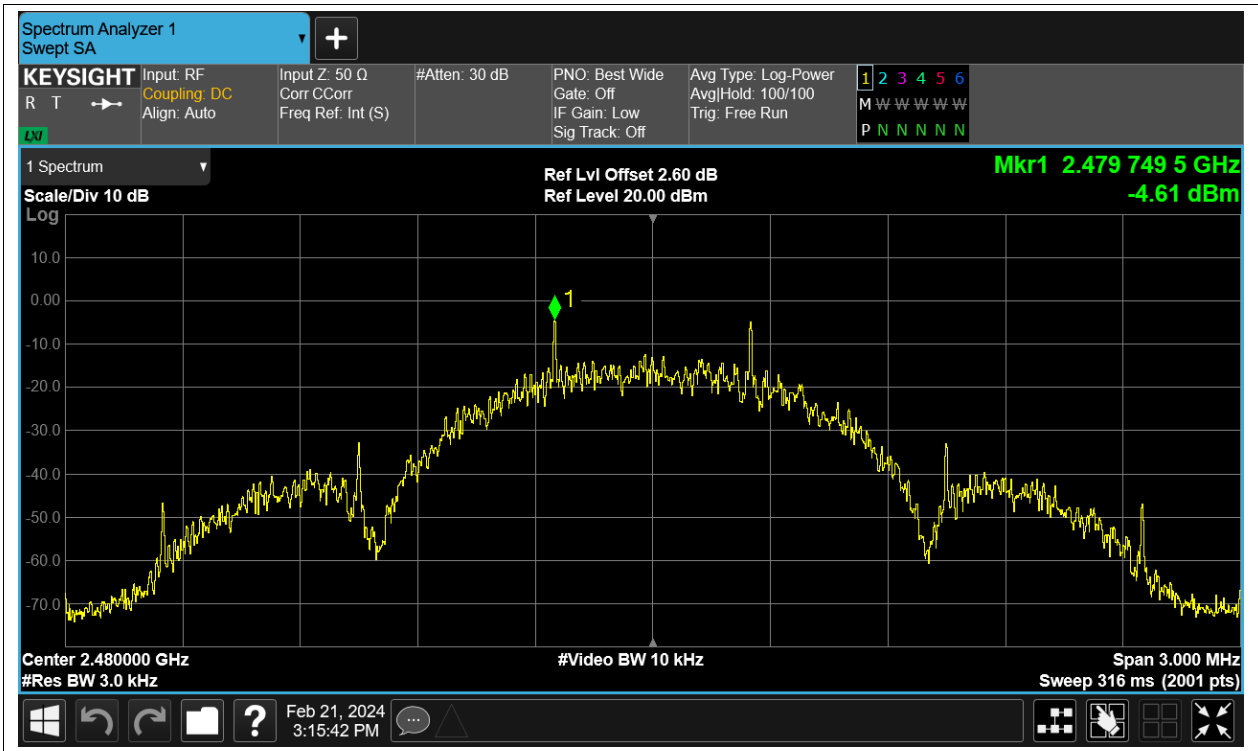 Spectrum Analyzer 1
Swept SA
KEYSIGHT
R T
LXI
Input: RF
Coupling: DC
Align: Auto
Input Z: 50 Ω
Corr CCorr
Freq Ref: Int (S)
#Atten: 30 dB
PNO: Best Wide
Gate: Off
IF Gain: Low
Sig Track: Off
Avg Type: Log-Power
Avg|Hold: 100/100
Trig: Free Run
1 2 3 4 5 6
M W W W W W
P N N N N N
1 Spectrum
Scale/Div 10 dB
Log
Ref Lvl Offset 2.60 dB
Ref Level 20.00 dBm
Mkr1 2.479 749 5 GHz
-4.61 dBm
10.0
0.00
1
-10.0
-20.0
-30.0
-40.0
-50.0
-60.0
-70.0
Center 2.480000 GHz
#Res BW 3.0 kHz
#Video BW 10 kHz
Span 3.000 MHz
Sweep 316 ms (2001 pts)
?
Feb 21, 2024
3:15:42 PM